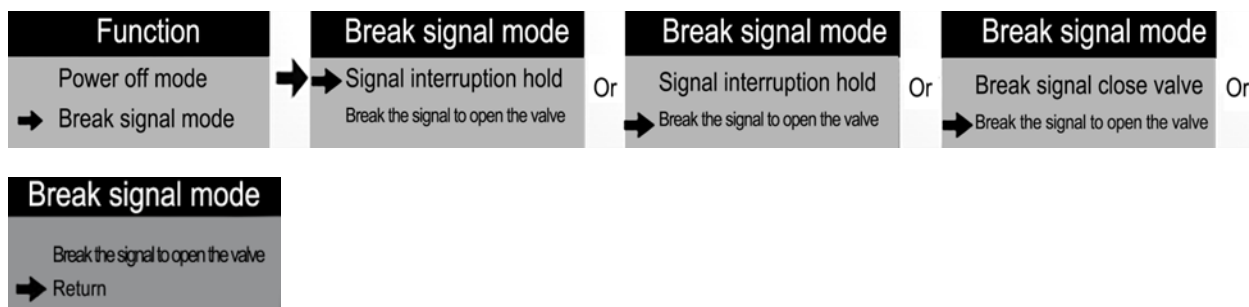 Function
Power off mode
Break signal mode
Break signal mode
Signal interruption hold
Break the signal to open the valve
Or
Break signal mode
Signal interruption hold
Break the signal to open the valve
Or
Break signal mode
Break signal close valve
Break the signal to open the valve
Or
Break signal mode
Break the signal to open the valve
Return